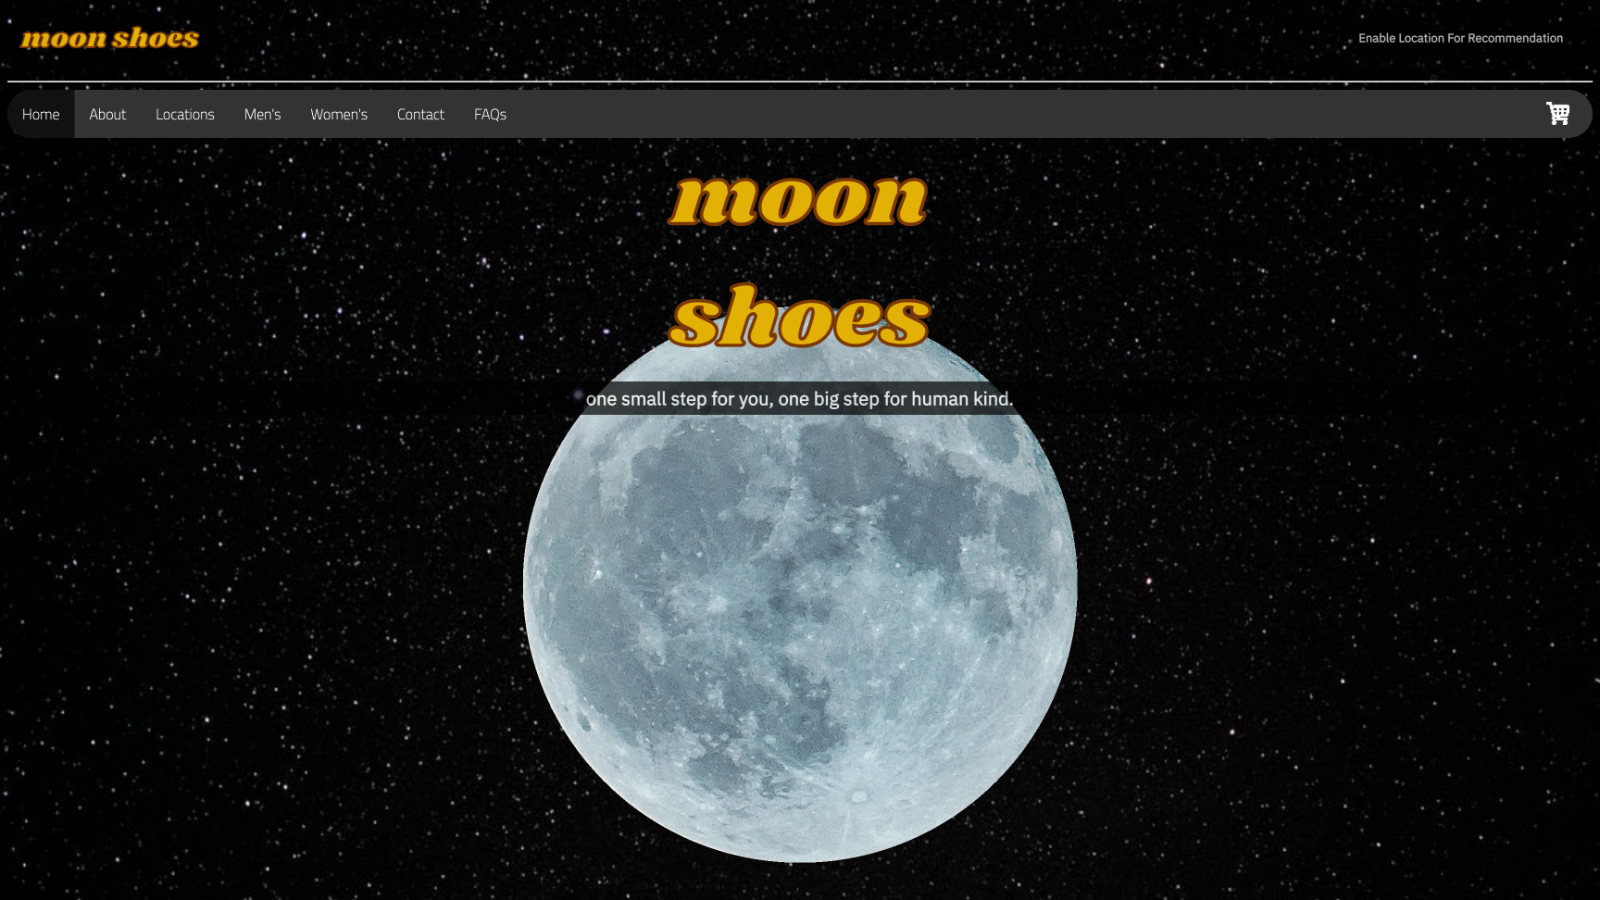 moon shoes
Enable Location For Recommendation
Home About Locations Men's Women's Contact FAQs
moon
shoes
one small step for you, one big step for human kind.